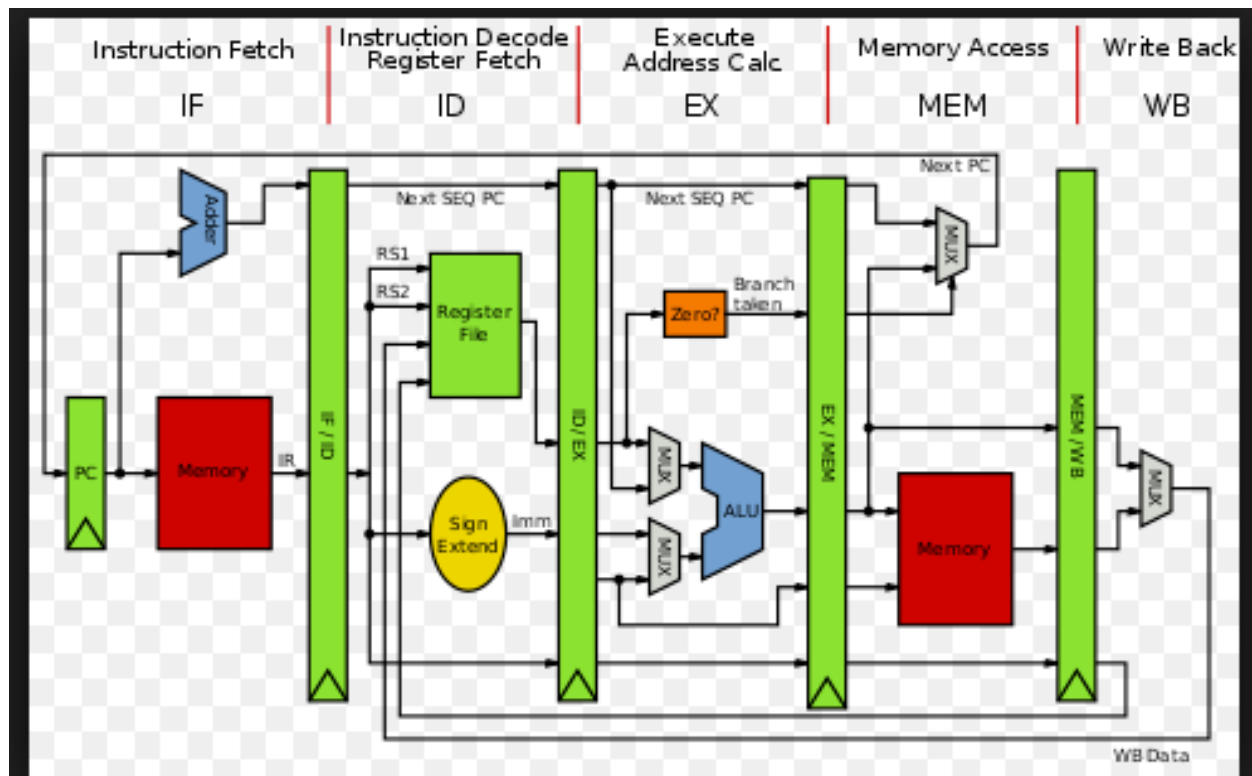 Instruction Fetch
IF
Instruction Decode
Register Fetch
ID
Execute
Address Calc
EX
Memory Access
MEM
Write Back
WB
Next PC
Adder
Next SEQ PC
Next SEQ PC
MUX
RS1
RS2
Register
File
Branch
taken
Zero?
PC
Memory
IR
IF / ID
ID/ EX
EX / MEM
MEM / WB
MUX
MUX
ALU
Sign
Extend
Imm
Memory
MUX
WB Data